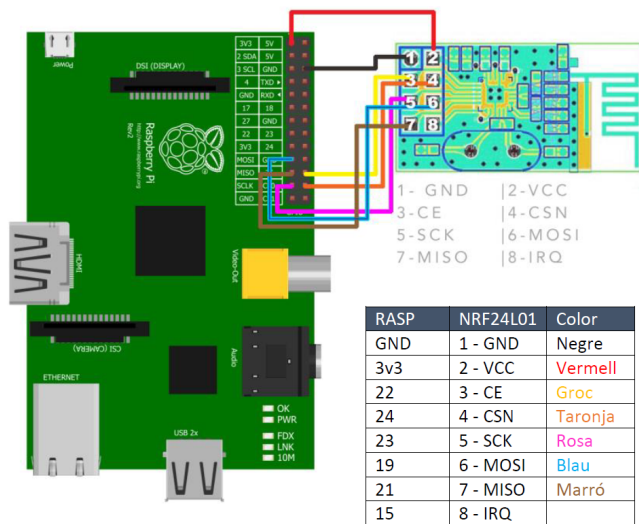 Power
DSI (DISPLAY)
3V3 5V
2 SDA 5V
3 SCL GND
4 TXD ▸
GND RXD ◂
17 18
27 GND
22 23
3V3 24
MOSI
MISO
SCLK
GND
Raspberry Pi
Rev2
http://www.raspberrypi.org
HDMI
Video-Out
CSI (CAMERA)
Audio
ETHERNET
USB 2x
OK
PWR
FDX
LNK
10M
1 2
3 4
5 6
7 8
1- GND |2-VCC
3-CE |4-CSN
5-SCK |6-MOSI
7-MISO |8-IRQ
RASP NRF24L01 Color
GND 1 - GND Negre
3v3 2 - VCC Vermell
22 3 - CE Groc
24 4 - CSN Taronja
23 5 - SCK Rosa
19 6 - MOSI Blau
21 7 - MISO Marró
15 8 - IRQ